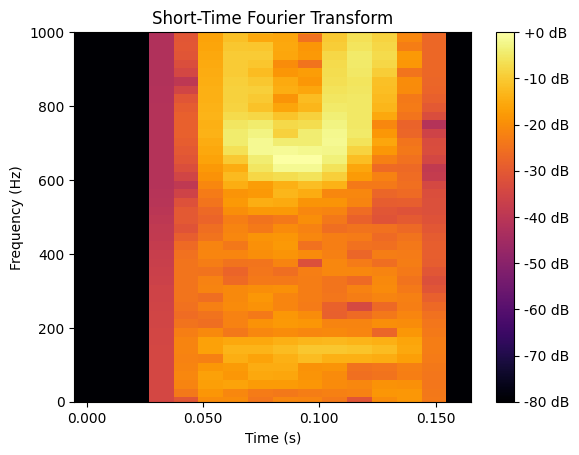 Short-Time Fourier Transform
1000
800
600
400
200
0
Frequency (Hz)
0.000
0.050
0.100
0.150
Time (s)
+0 dB
-10 dB
-20 dB
-30 dB
-40 dB
-50 dB
-60 dB
-70 dB
-80 dB